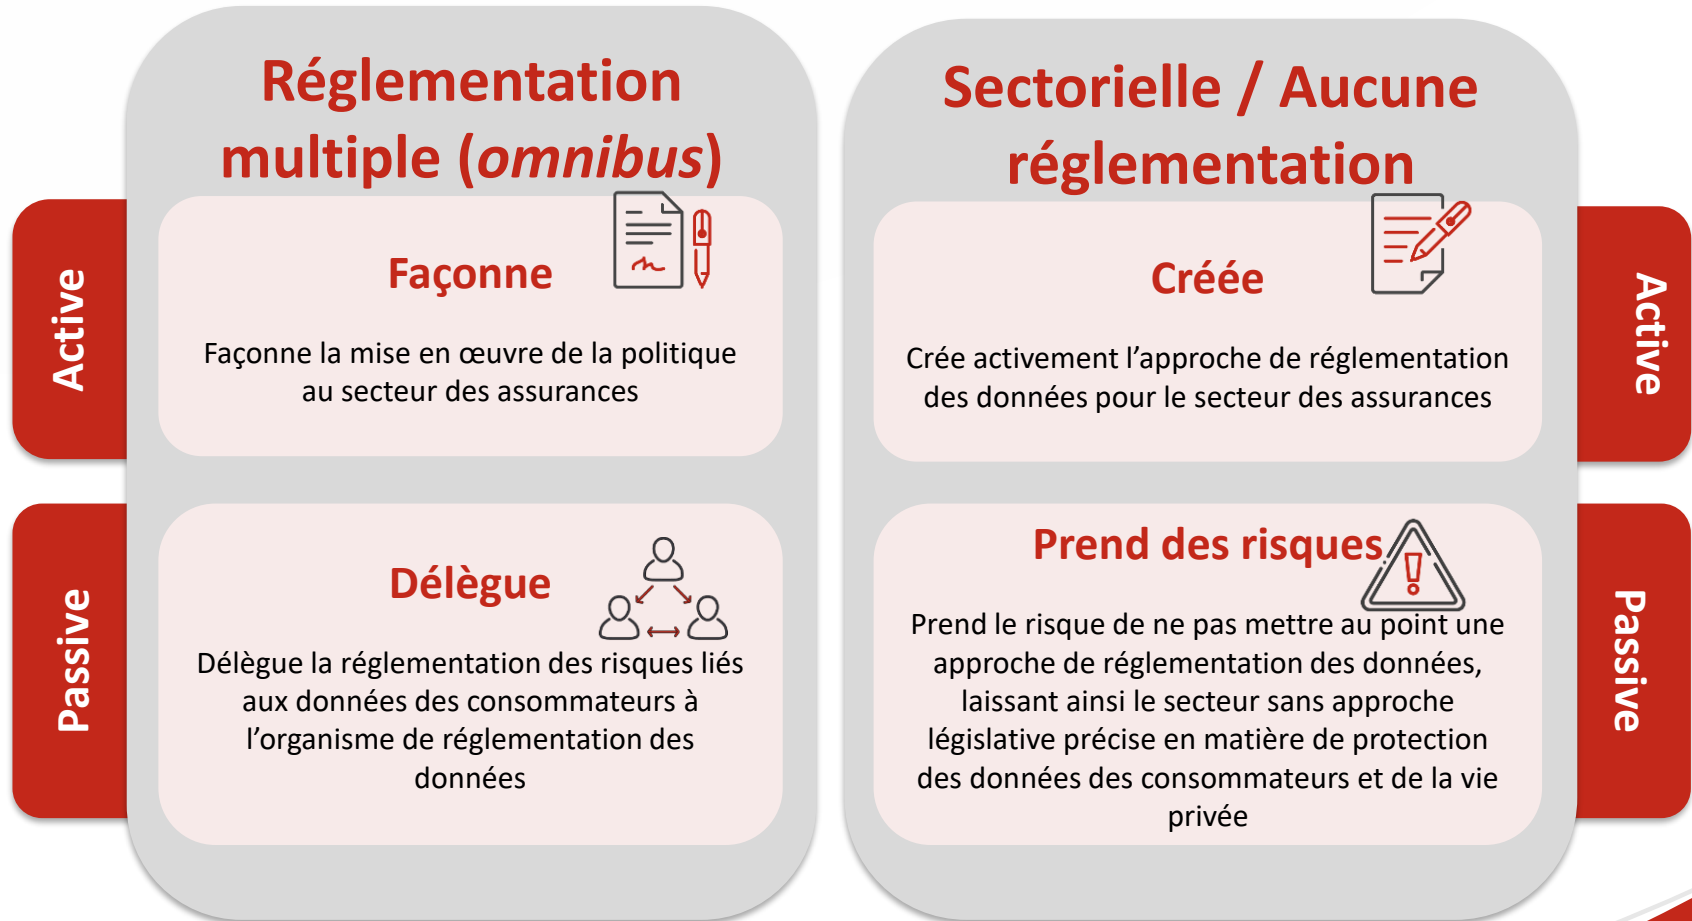 Réglementation
multiple (omnibus)
Active
Façonne
Façonne la mise en œuvre de la politique
au secteur des assurances
Passive
Délègue
Délègue la réglementation des risques liés
aux données des consommateurs à
l’organisme de réglementation des
données
Sectorielle / Aucune
réglementation
Active
Créée
Crée activement l’approche de réglementation
des données pour le secteur des assurances
Passive
Prend des risques
Prend le risque de ne pas mettre au point une
approche de réglementation des données,
laissant ainsi le secteur sans approche
législative précise en matière de protection
des données des consommateurs et de la vie
privée